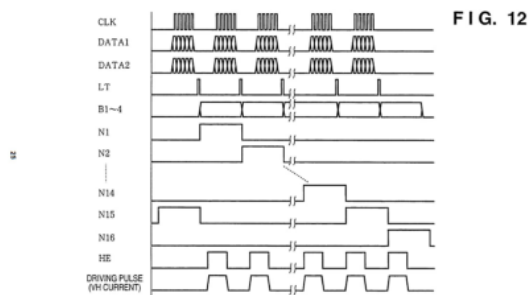 FIG. 12
CLK
DATA1
DATA2
LT
B1~4
N1
N2
N14
N15
N16
HE
DRIVING PULSE
(VH CURRENT)